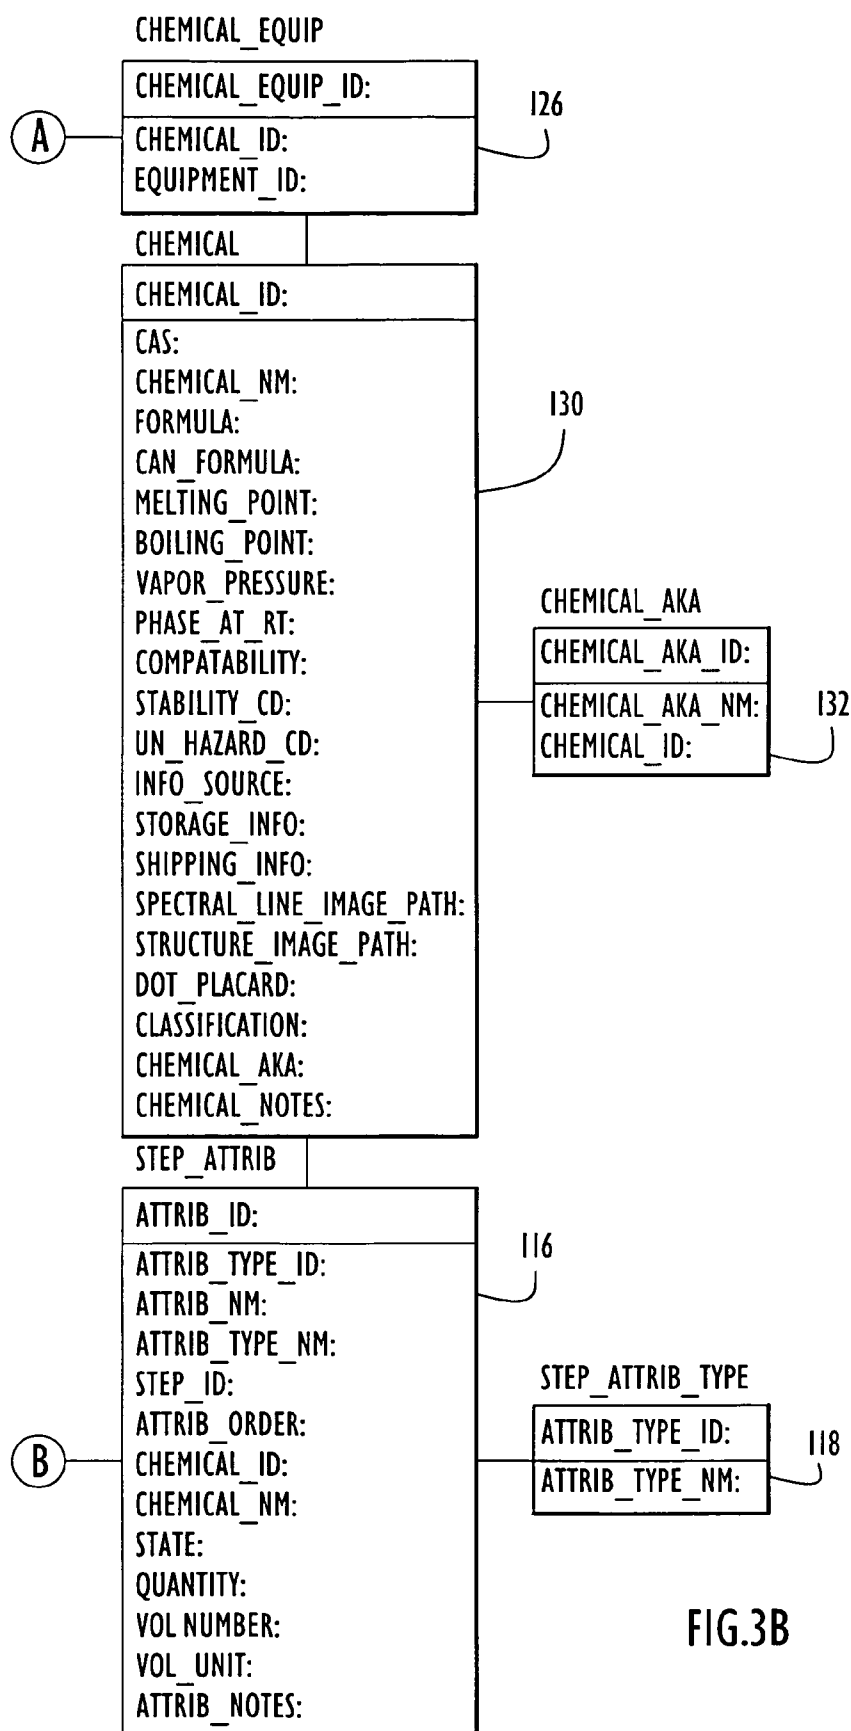 CHEMICAL_EQUIP
CHEMICAL_EQUIP_ID:
126
A
CHEMICAL_ID:
EQUIPMENT_ID:
CHEMICAL
CHEMICAL_ID:
CAS:
CHEMICAL_NM:
FORMULA:
CAN_FORMULA:
MELTING_POINT:
BOILING_POINT:
VAPOR_PRESSURE:
PHASE_AT_RT:
COMPATABILITY:
STABILITY_CD:
UN_HAZARD_CD:
INFO_SOURCE:
STORAGE_INFO:
SHIPPING_INFO:
SPECTRAL_LINE_IMAGE_PATH:
STRUCTURE_IMAGE_PATH:
DOT_PLACARD:
CLASSIFICATION:
CHEMICAL_AKA:
CHEMICAL_NOTES:
130
CHEMICAL_AKA
CHEMICAL_AKA_ID:
CHEMICAL_AKA_NM:
CHEMICAL_ID:
132
STEP_ATTRIB
ATTRIB_ID:
ATTRIB_TYPE_ID:
ATTRIB_NM:
ATTRIB_TYPE_NM:
STEP_ID:
ATTRIB_ORDER:
CHEMICAL_ID:
CHEMICAL_NM:
STATE:
QUANTITY:
VOL NUMBER:
VOL_UNIT:
ATTRIB_NOTES:
116
B
STEP_ATTRIB_TYPE
ATTRIB_TYPE_ID:
ATTRIB_TYPE_NM:
118
FIG.3B